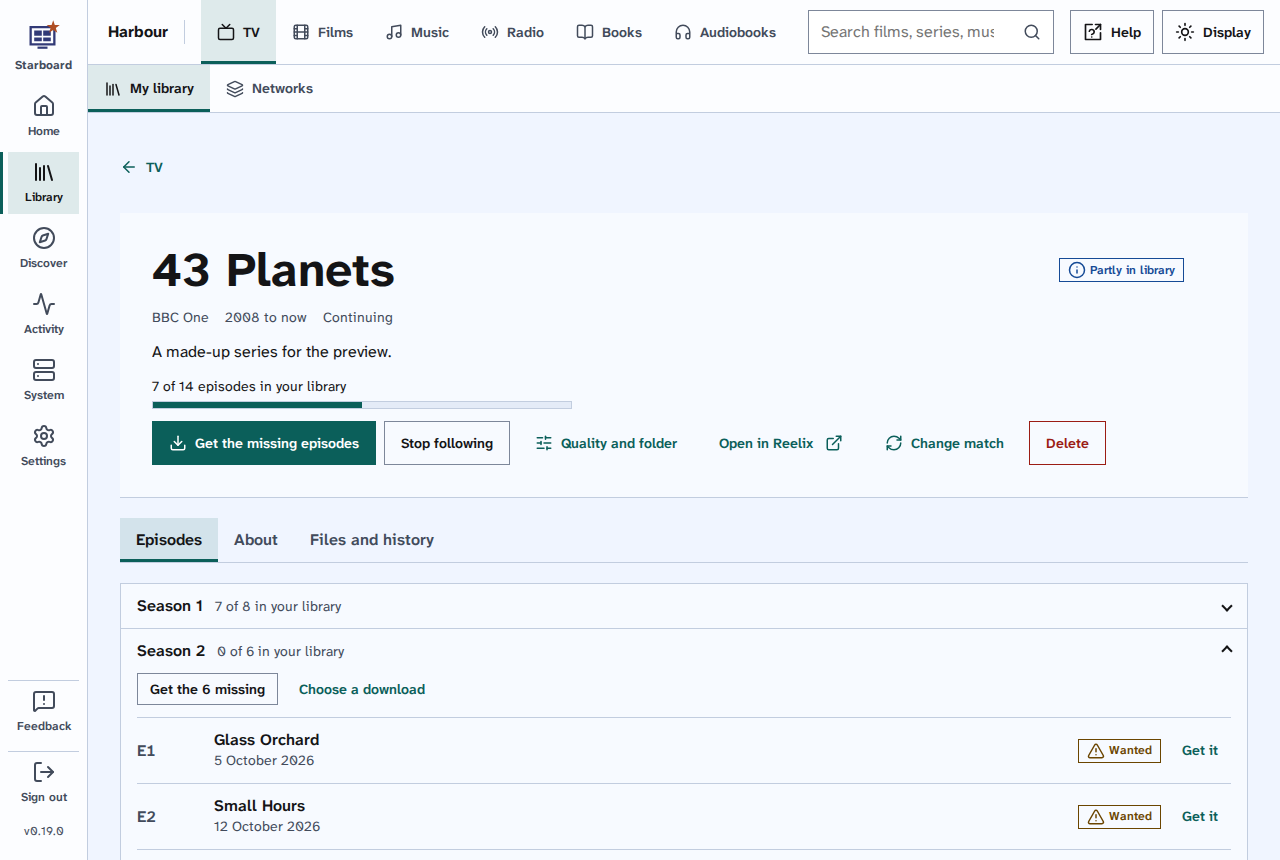 Starboard
Home
Library
Discover
Activity
System
Settings
Feedback
Sign out
v0.19.0
Harbour
TV
Films
Music
Radio
Books
Audiobooks
Search films, series, mus
Help
Display
My library
Networks
TV
43 Planets
Partly in library
BBC One 2008 to now Continuing
A made-up series for the preview.
7 of 14 episodes in your library
Get the missing episodes
Stop following
Quality and folder
Open in Reelix
Change match
Delete
Episodes
About
Files and history
Season 1 7 of 8 in your library
Season 2 0 of 6 in your library
Get the 6 missing
Choose a download
E1
Glass Orchard
5 October 2026
Wanted
Get it
E2
Small Hours
12 October 2026
Wanted
Get it